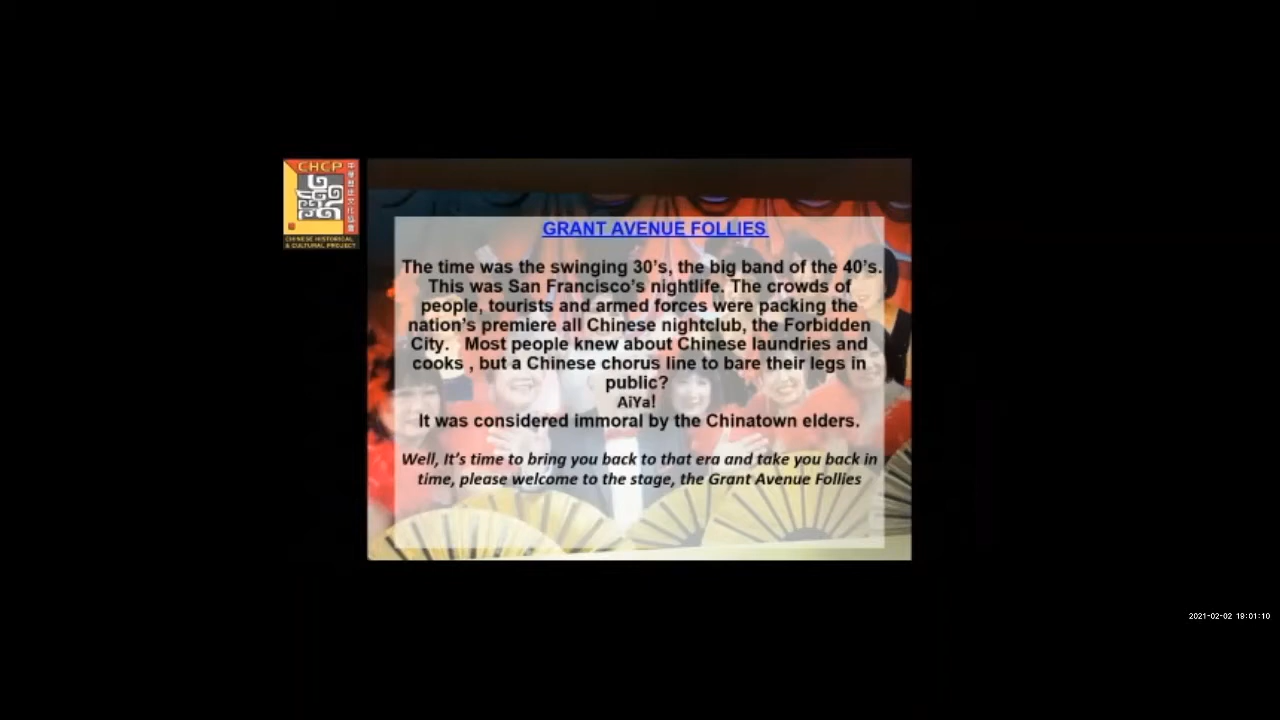 CHCP
CHINESE HISTORICAL
& CULTURAL PROJECT
GRANT AVENUE FOLLIES
The time was the swinging 30's, the big band of the 40's.
This was San Francisco's nightlife. The crowds of
people, tourists and armed forces were packing the
nation's premiere all Chinese nightclub, the Forbidden
City. Most people knew about Chinese laundries and
cooks , but a Chinese chorus line to bare their legs in
public?
AiYa!
It was considered immoral by the Chinatown elders.
Well, It's time to bring you back to that era and take you back in
time, please welcome to the stage, the Grant Avenue Follies
2021-02-02 19:01:10